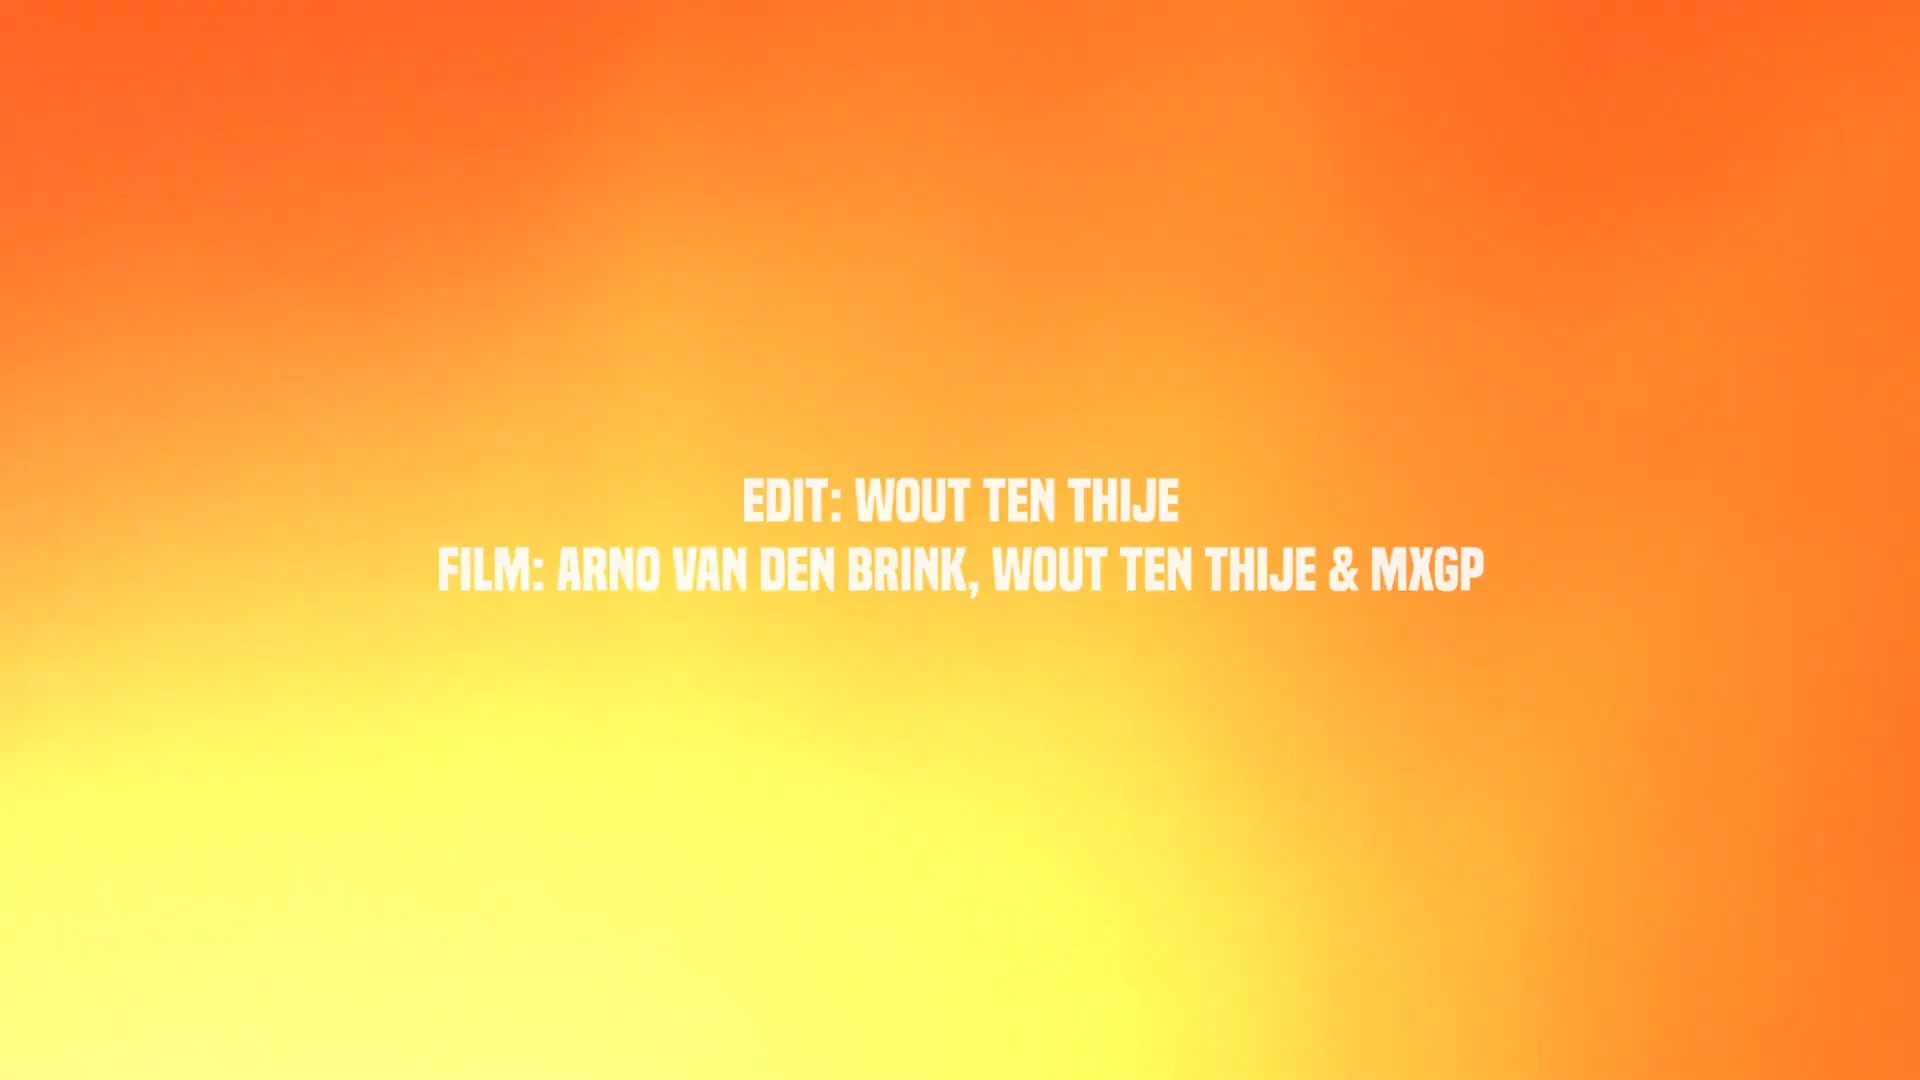 EDIT: WOUT TEN THIJE
FILM: ARNO VAN DEN BRINK, WOUT TEN THIJE & MXGP